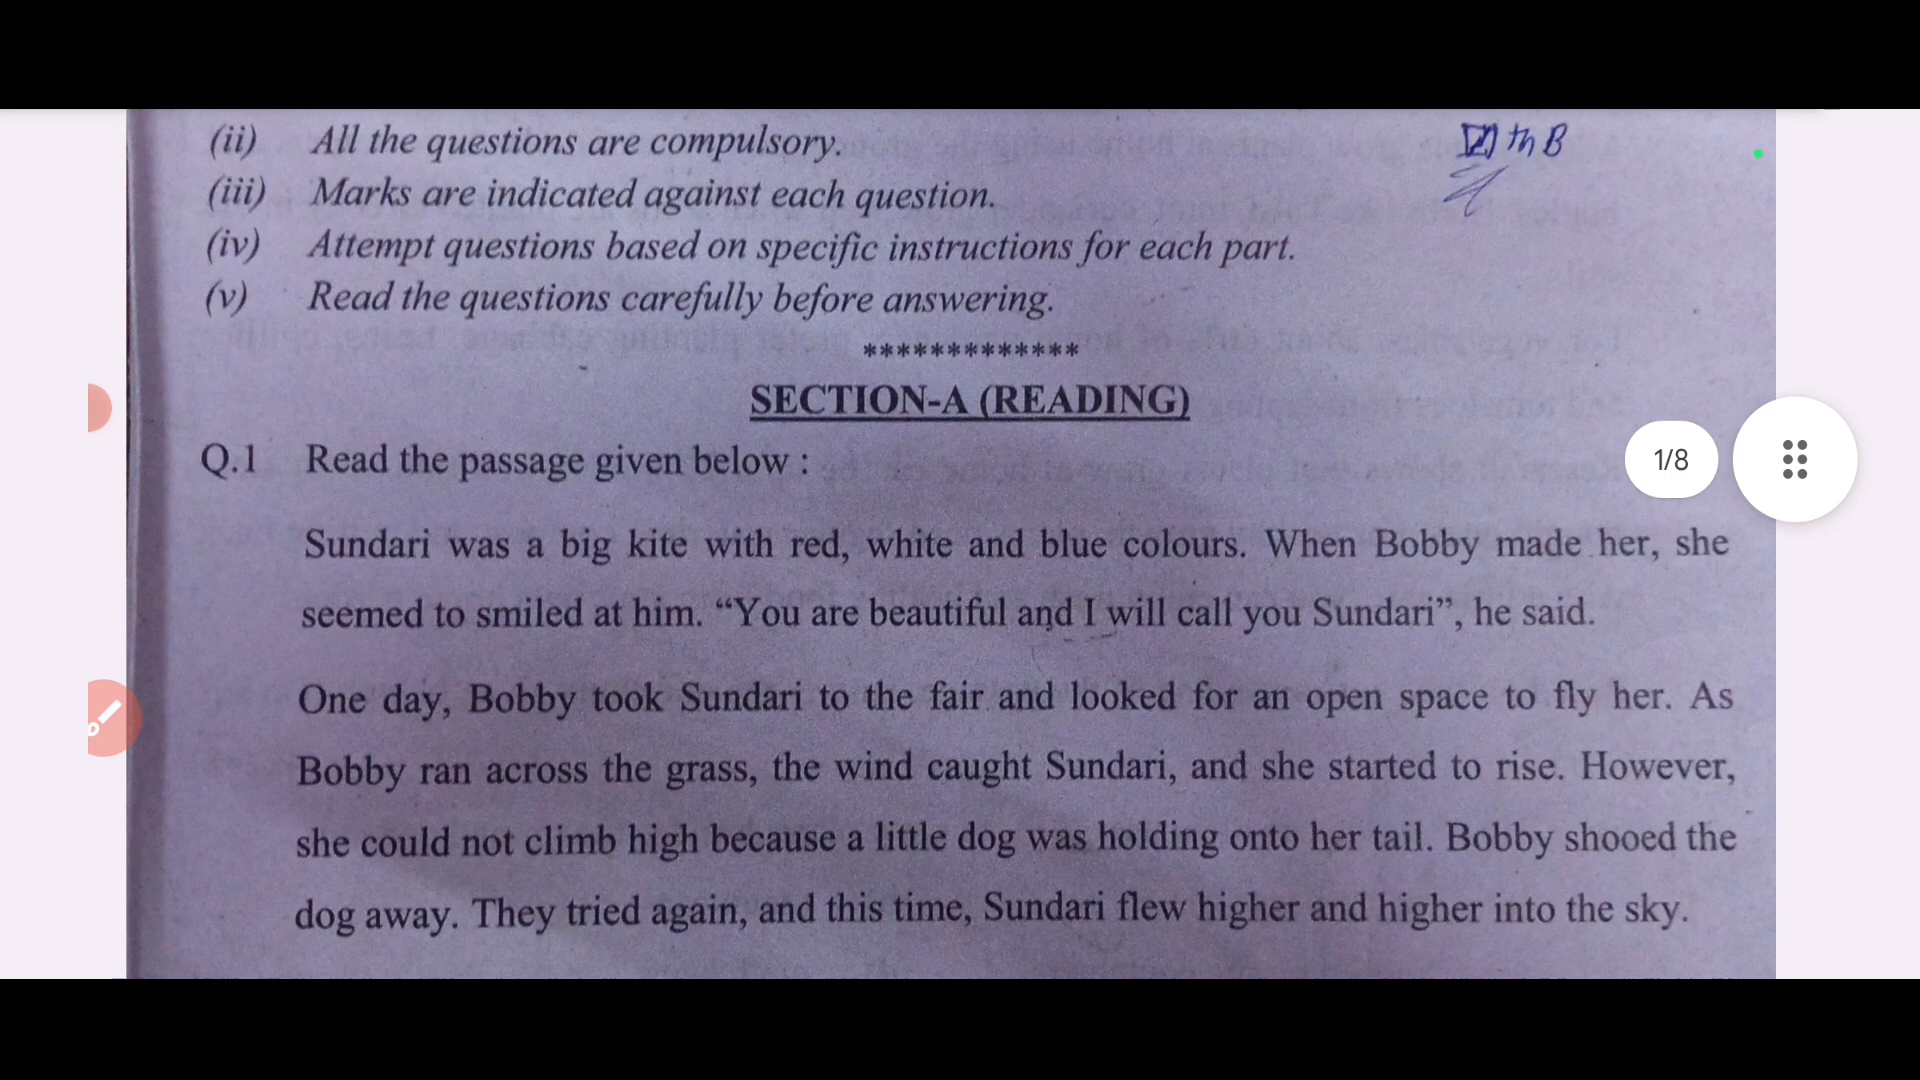 (ii) All the questions are compulsory.
(iii) Marks are indicated against each question.
(iv) Attempt questions based on specific instructions for each part.
(v) Read the questions carefully before answering.
*************
SECTION-A (READING)
Q.1 Read the passage given below :
1/8
Sundari was a big kite with red, white and blue colours. When Bobby made her, she
seemed to smiled at him. “You are beautiful and I will call you Sundari”, he said.
One day, Bobby took Sundari to the fair and looked for an open space to fly her. As
Bobby ran across the grass, the wind caught Sundari, and she started to rise. However,
she could not climb high because a little dog was holding onto her tail. Bobby shooed the
dog away. They tried again, and this time, Sundari flew higher and higher into the sky.